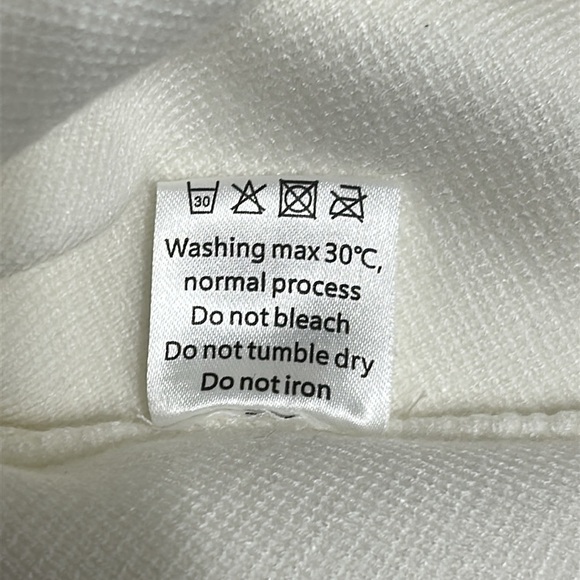 30
Washing max 30°C,
normal process
Do not bleach
Do not tumble dry
Do not iron